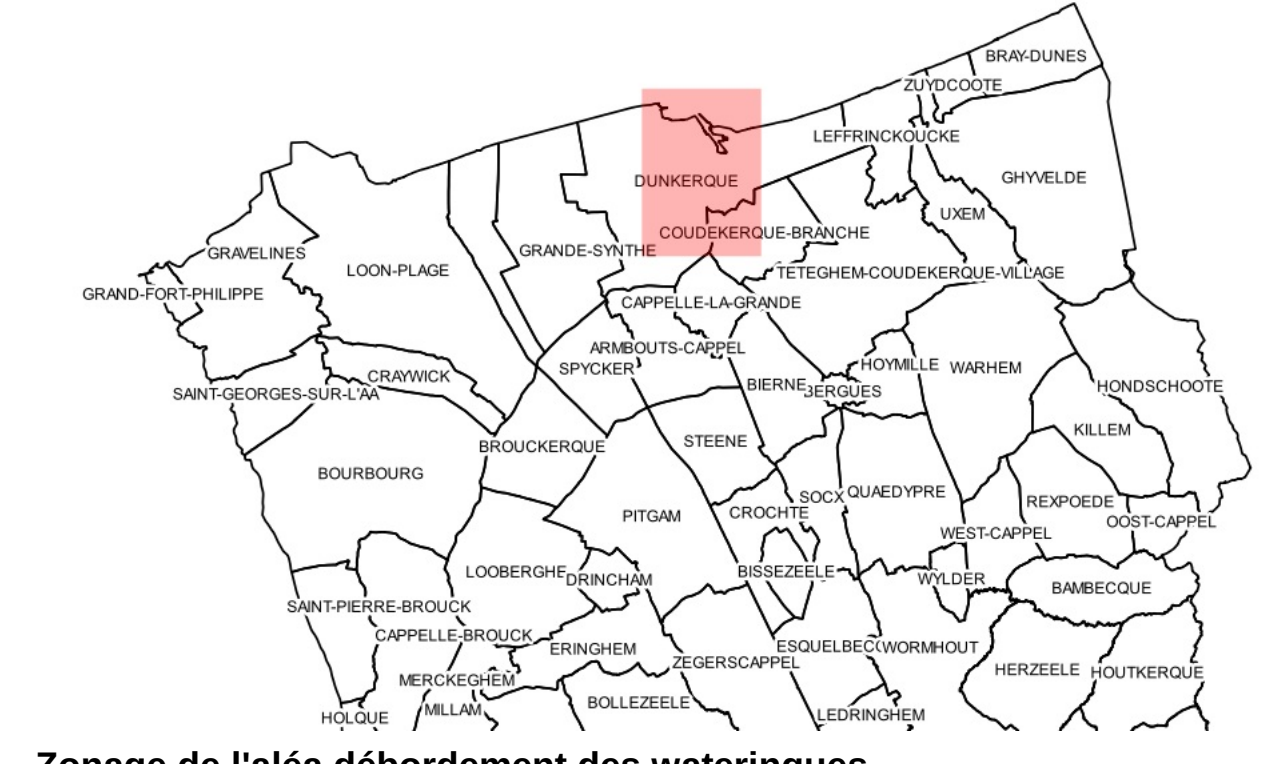 BRAY-DUNES
ZUYDCOOTE
LEFFRINCKOUCKE
GHYVELDE
DUNKERQUE
UXEM
COUDEKERQUE-BRANCHE
GRANDE-SYNTHE
GRAVELINES
LOON-PLAGE
TETEGHEM-COUDEKERQUE-VILLAGE
GRAND-FORT-PHILIPPE
CAPPELLE-LA-GRANDE
ARMBOUTS-CAPPEL
SPYCKER
HOYMILLE
WARHEM
CRAYWICK
BIERNE
BERGUES
HONDSCHOOTE
SAINT-GEORGES-SUR-L'AA
KILLEM
STEENE
BROUCKERQUE
BOURBOURG
SOCX
QUAEDYPRE
REXPOEDE
CROCHTE
PITGAM
OOST-CAPPEL
WEST-CAPPEL
LOOBERGHE
DRINCHAM
BISSEZEELE
WYLDER
BAMBECQUE
SAINT-PIERRE-BROUCK
CAPPELLE-BROUCK
ERINGHEM
ESQUELBEC
WORMHOUT
ZEGERSCAPPEL
HERZEELE
HOUTKERQUE
MERCKEGHEM
BOLLEZEELE
MILLAM
LEDRINGHEM
HOLQUE
Zonage de l'aléa débordement des wateringues